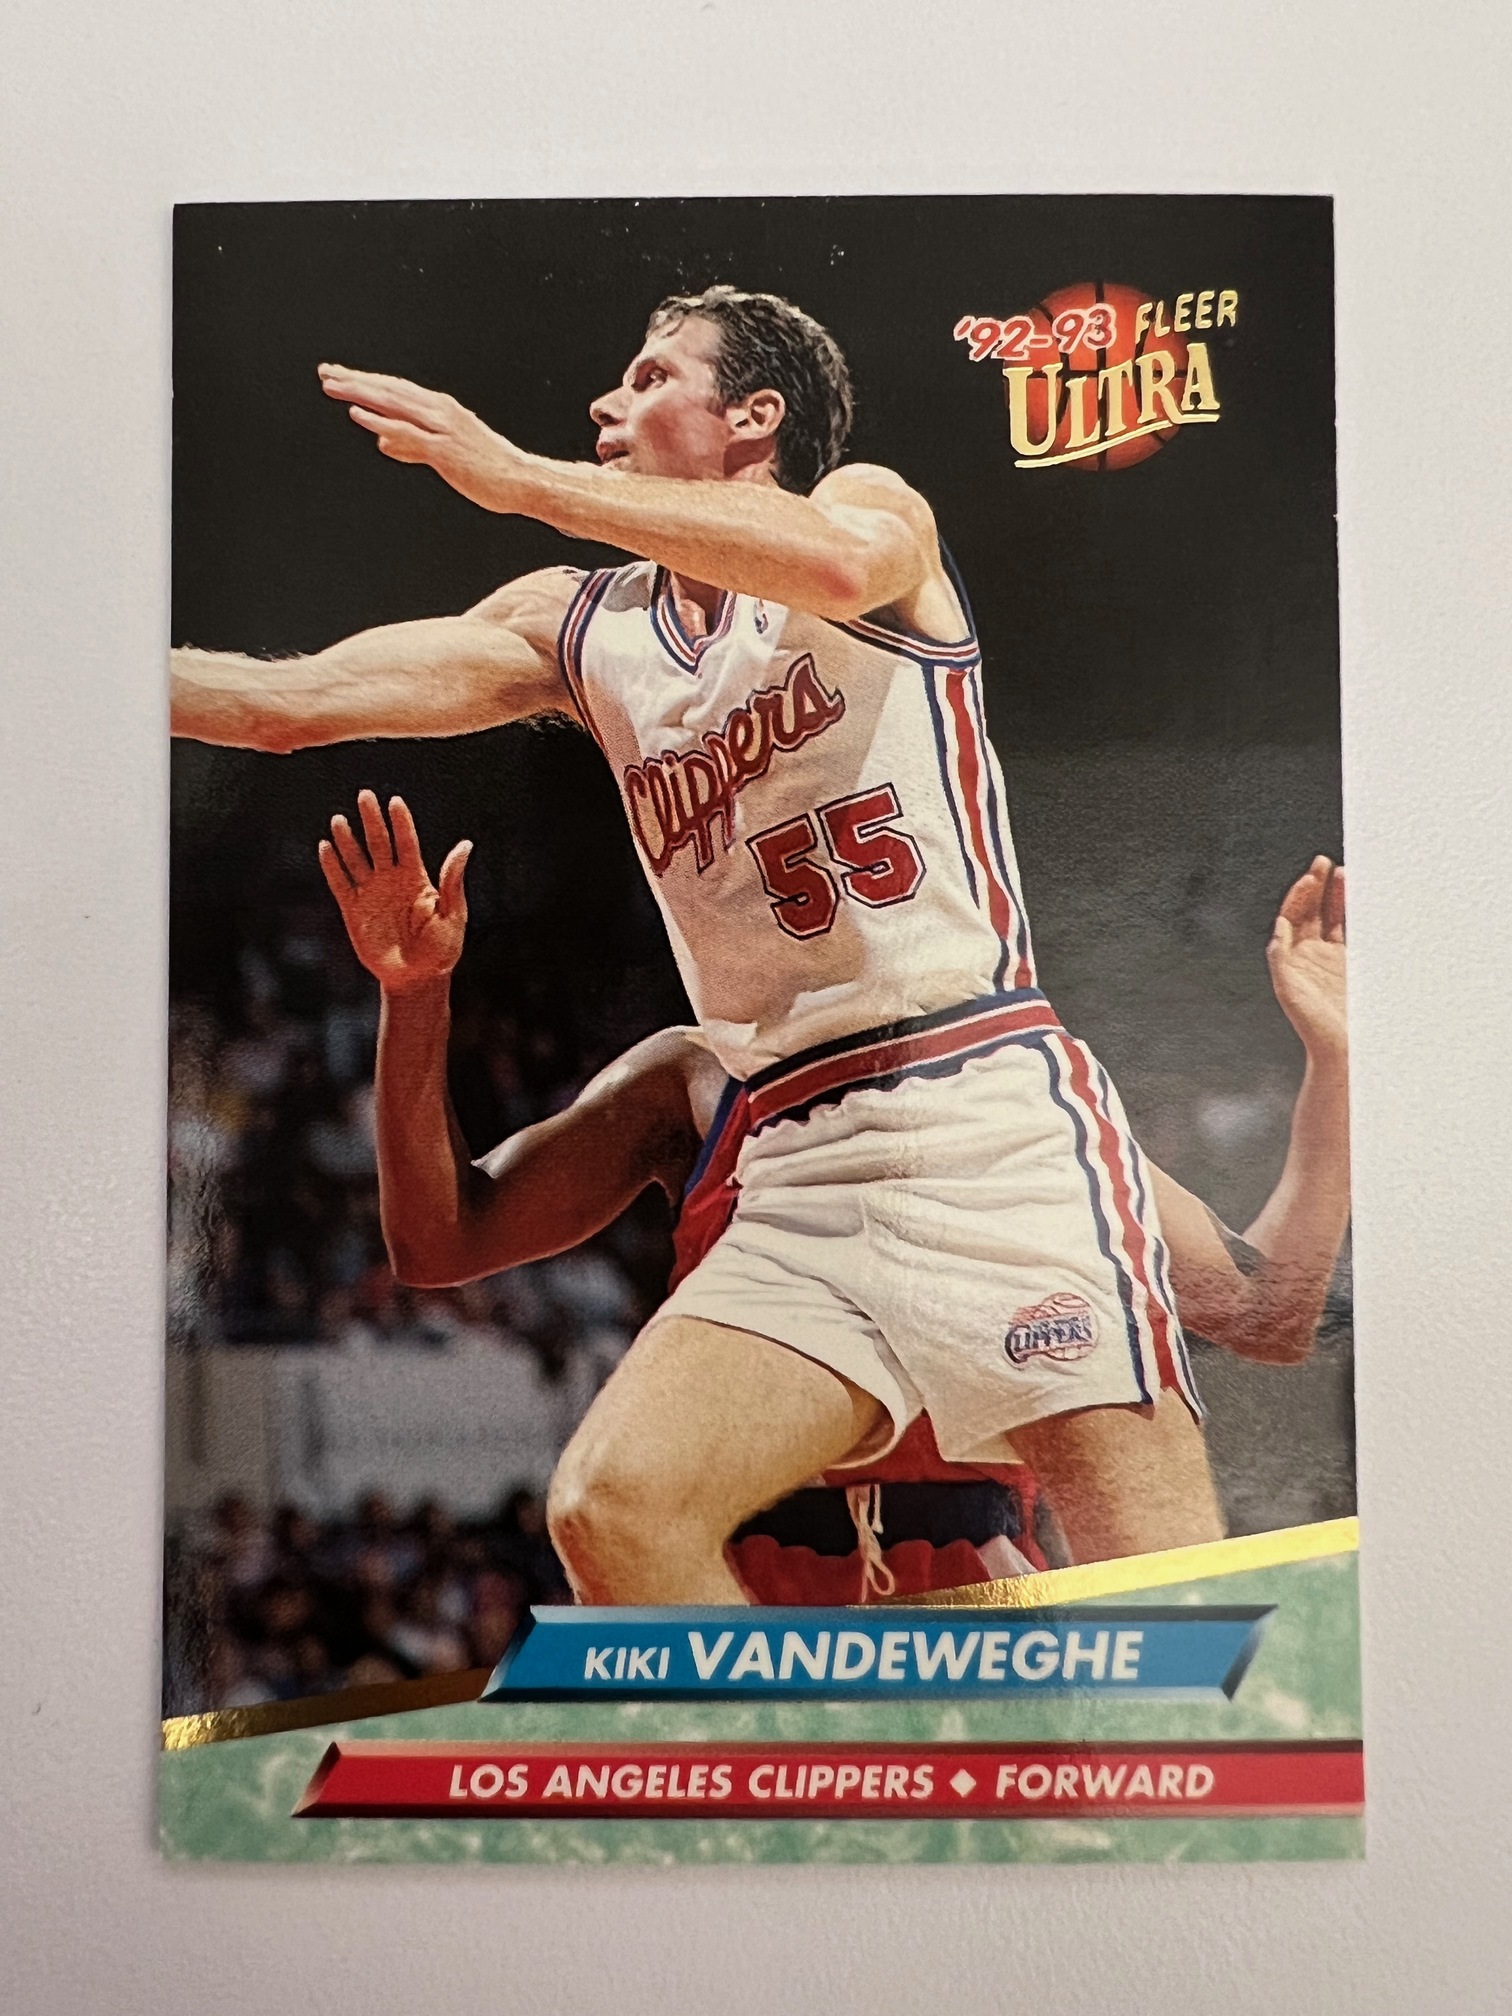 '92-93 FLEER
ULTRA
Clippers
55
CLIPPERS
KIKI VANDEWEGHE
LOS ANGELES CLIPPERS ◆ FORWARD